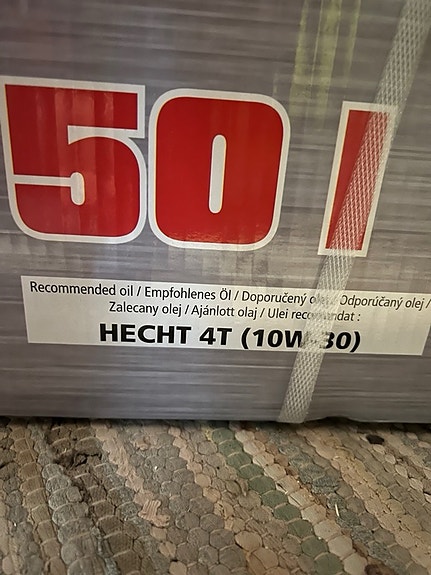 50
Recommended oil / Empfohlenes Öl / Doporučený olej / Odporúčaný olej /
Zalecany olej / Ajánlott olaj / Ulei recomandat :
HECHT 4T (10W-30)